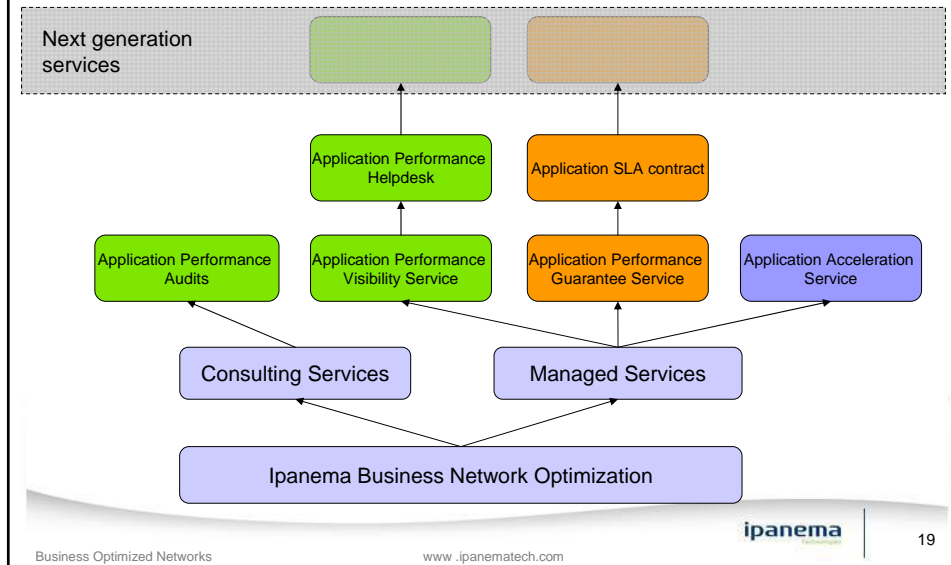 Next generation
services
Application Performance
Helpdesk
Application SLA contract
Application Performance
Audits
Application Performance
Visibility Service
Application Performance
Guarantee Service
Application Acceleration
Service
Consulting Services
Managed Services
Ipanema Business Network Optimization
ipanema
Technologies
19
Business Optimized Networks
www .ipanematech.com